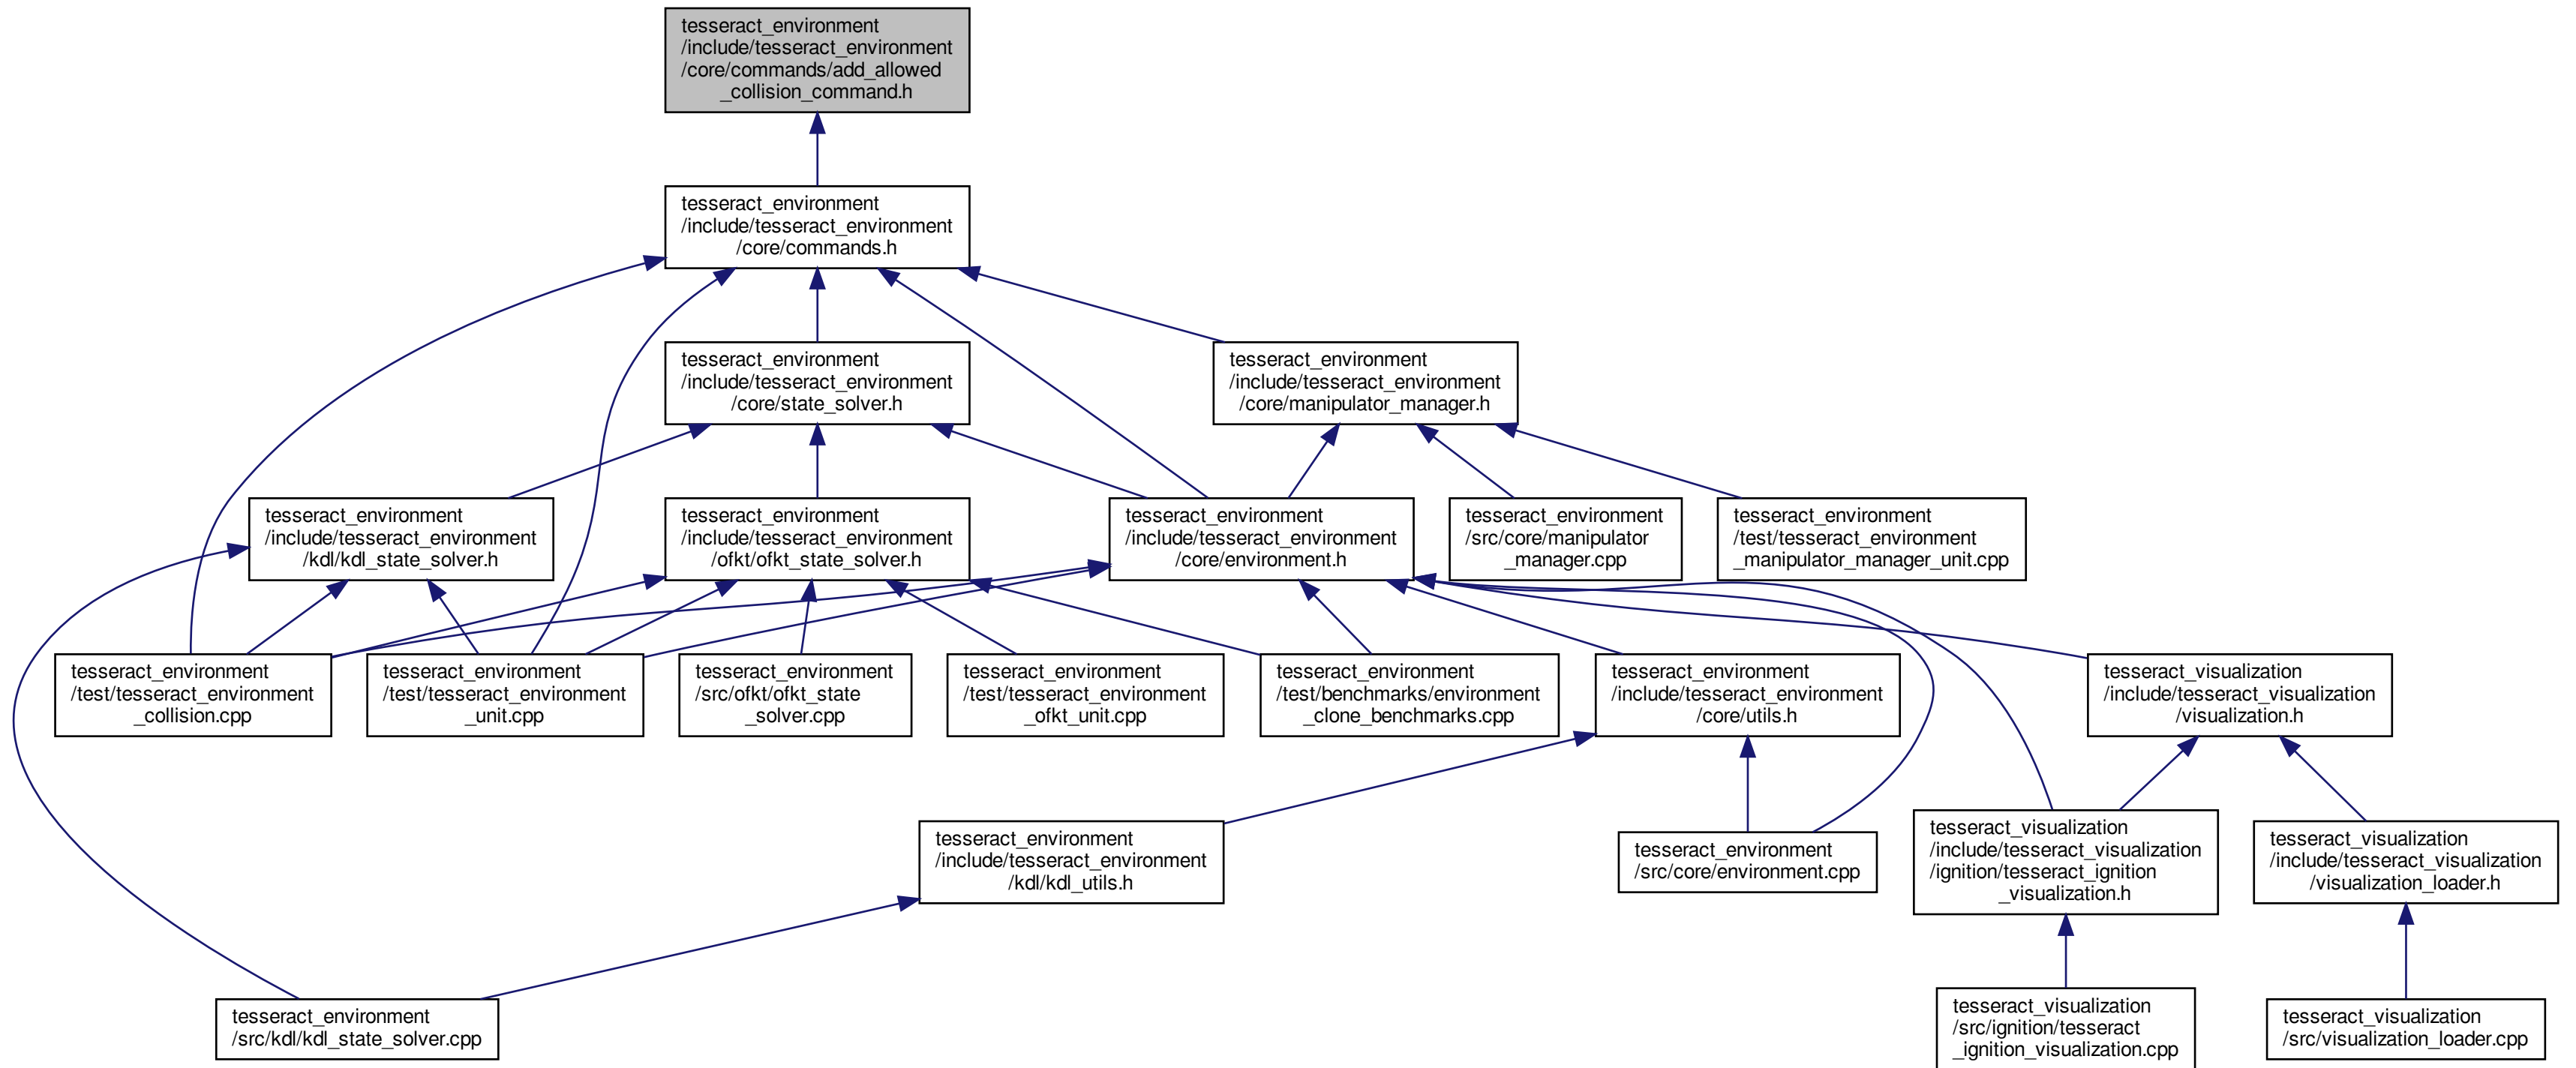 tesseract_environment
/include/tesseract_environment
/core/commands/add_allowed
_collision_command.h
tesseract_environment
/include/tesseract_environment
/core/commands.h
tesseract_environment
/include/tesseract_environment
/core/state_solver.h
tesseract_environment
/include/tesseract_environment
/core/manipulator_manager.h
tesseract_environment
/include/tesseract_environment
/kdl/kdl_state_solver.h
tesseract_environment
/include/tesseract_environment
/ofkt/ofkt_state_solver.h
tesseract_environment
/include/tesseract_environment
/core/environment.h
tesseract_environment
/src/core/manipulator
_manager.cpp
tesseract_environment
/test/tesseract_environment
_manipulator_manager_unit.cpp
tesseract_environment
/test/tesseract_environment
_collision.cpp
tesseract_environment
/test/tesseract_environment
_unit.cpp
tesseract_environment
/src/ofkt/ofkt_state
_solver.cpp
tesseract_environment
/test/tesseract_environment
_ofkt_unit.cpp
tesseract_environment
/test/benchmarks/environment
_clone_benchmarks.cpp
tesseract_environment
/include/tesseract_environment
/core/utils.h
tesseract_visualization
/include/tesseract_visualization
/visualization.h
tesseract_environment
/include/tesseract_environment
/kdl/kdl_utils.h
tesseract_environment
/src/core/environment.cpp
tesseract_visualization
/include/tesseract_visualization
/ignition/tesseract_ignition
_visualization.h
tesseract_visualization
/include/tesseract_visualization
/visualization_loader.h
tesseract_environment
/src/kdl/kdl_state_solver.cpp
tesseract_visualization
/src/ignition/tesseract
_ignition_visualization.cpp
tesseract_visualization
/src/visualization_loader.cpp